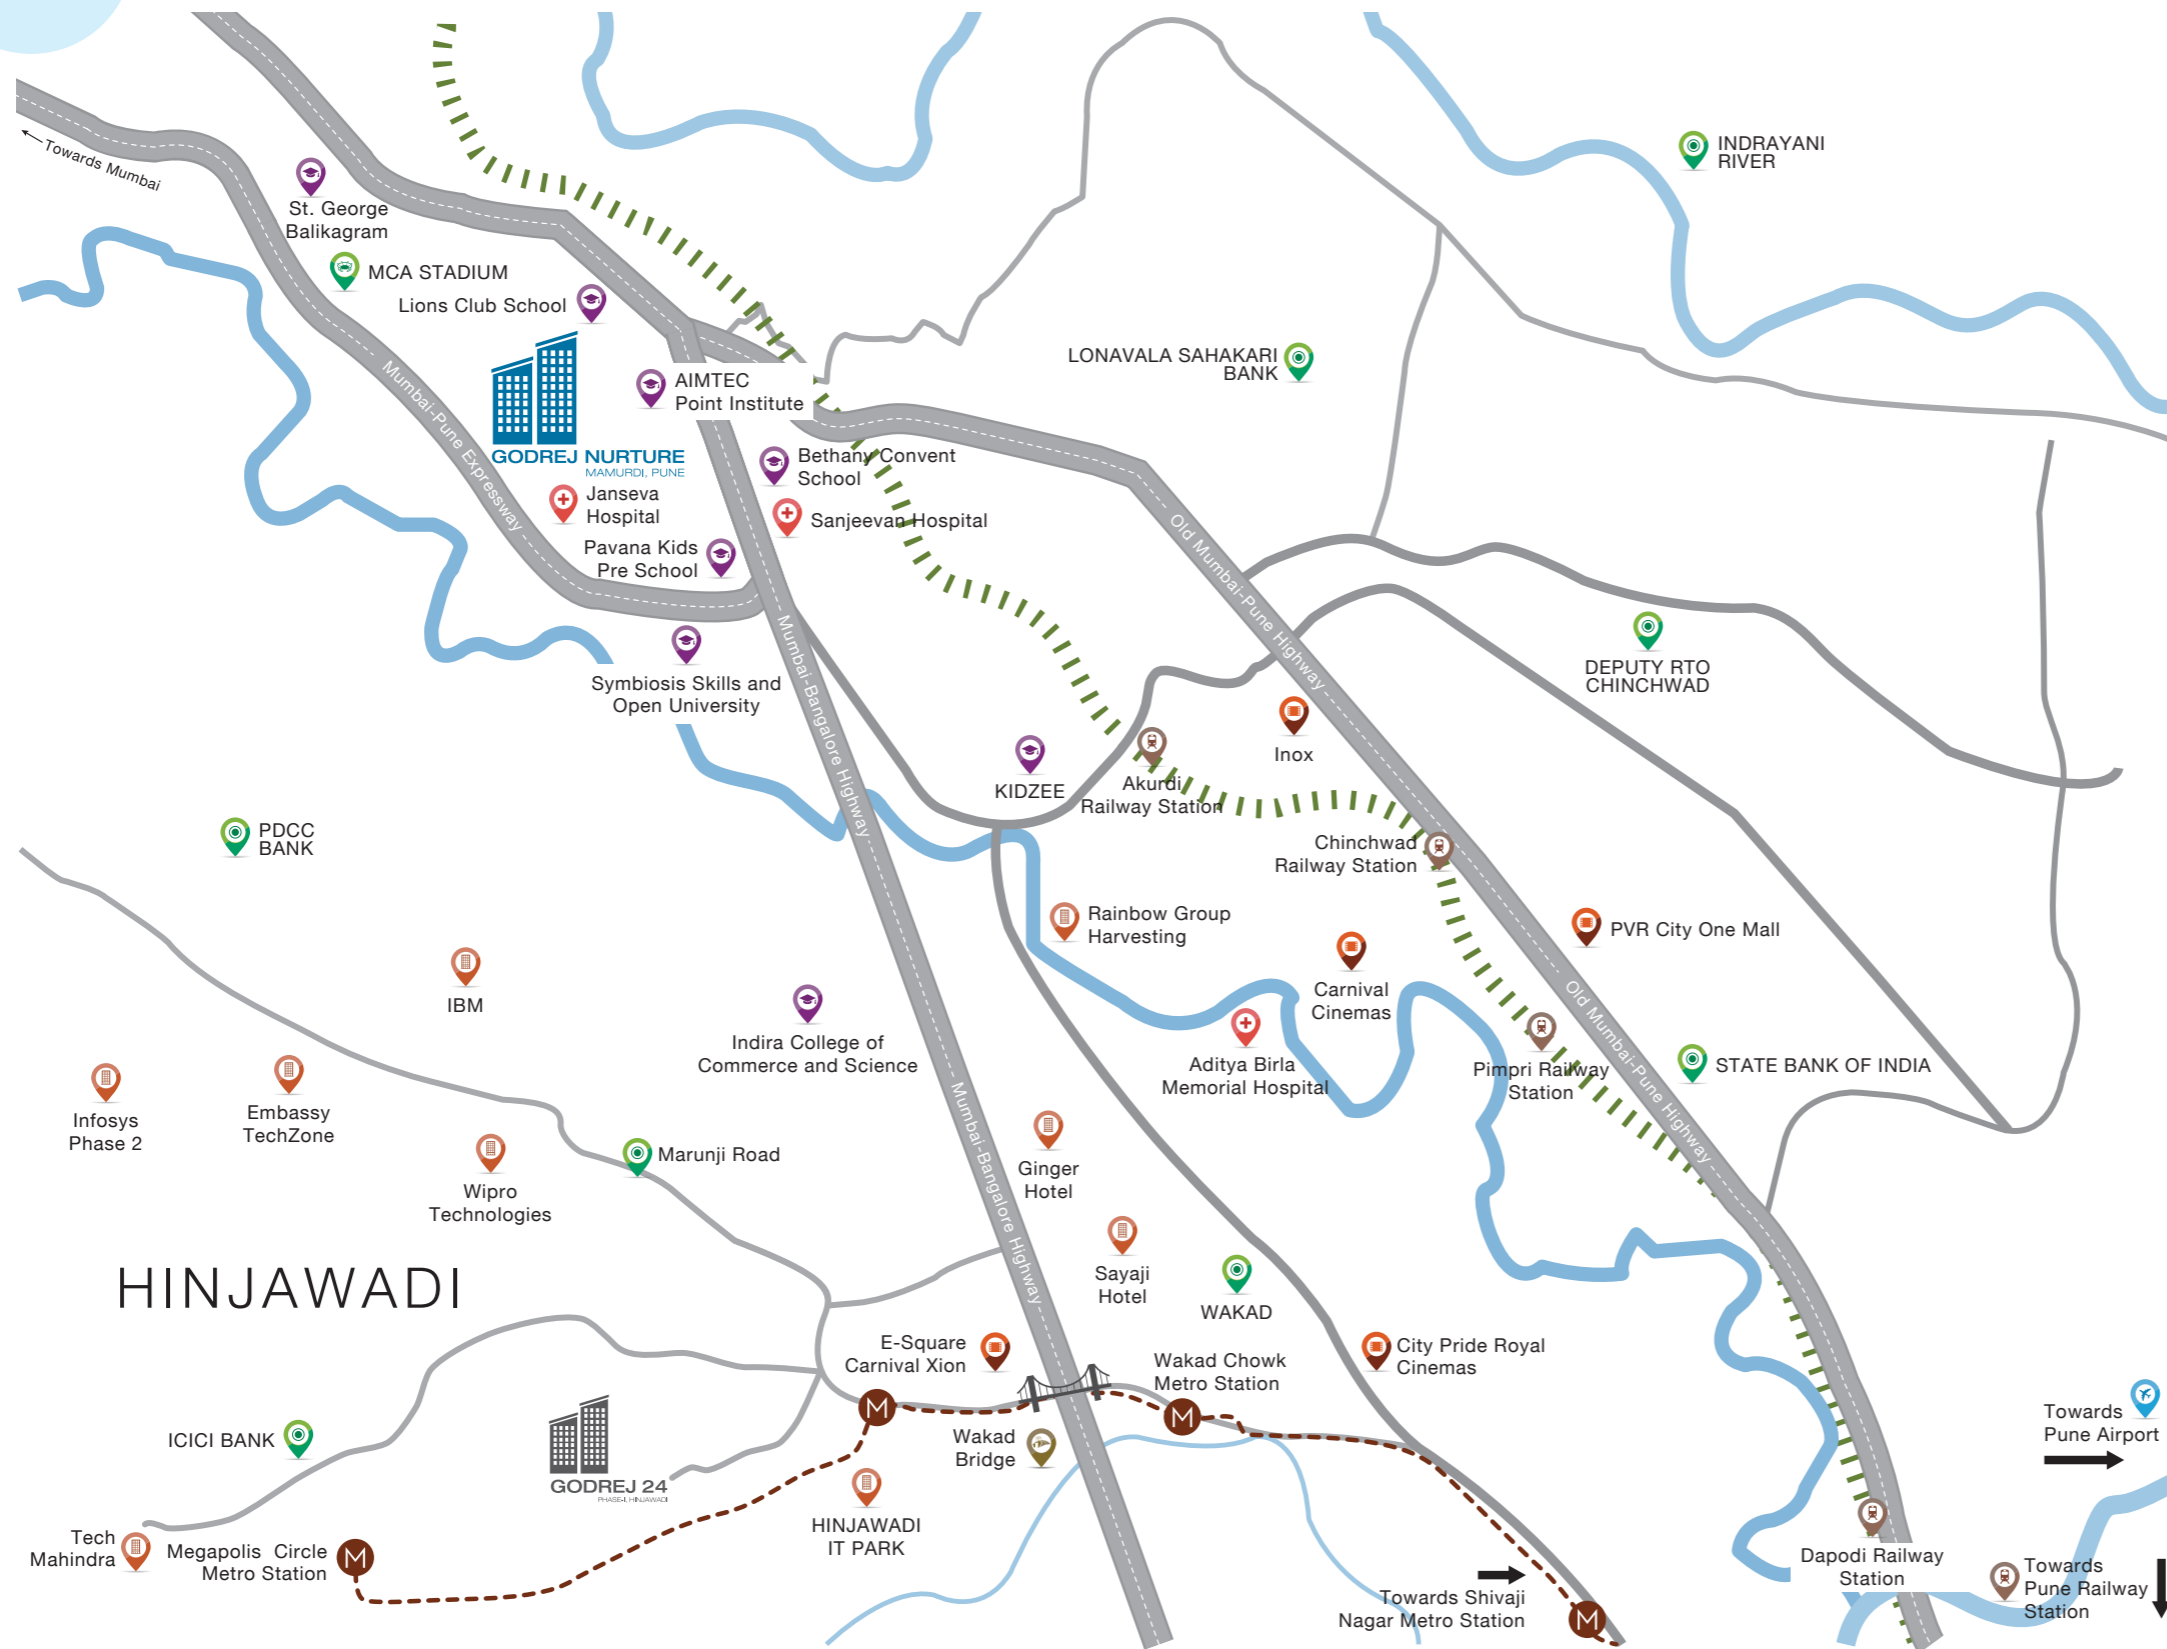 Towards Mumbai
St. George
Balikagram
MCA STADIUM
Lions Club School
INDRAYANI
RIVER
LONAVALA SAHAKARI
BANK
AIMTEC
Point Institute
Mumbai-Pune Expressway
GODREJ NURTURE
MAMURDI, PUNE
Bethany Convent
School
Janseva
Hospital
Sanjeevan Hospital
Pavana Kids
Pre School
Old Mumbai-Pune Highway
Symbiosis Skills and
Open University
Mumbai-Bangalore Highway
DEPUTY RTO
CHINCHWAD
Inox
KIDZEE
Akurdi
Railway Station
PDCC
BANK
Chinchwad
Railway Station
Rainbow Group
Harvesting
PVR City One Mall
IBM
Carnival
Cinemas
Old Mumbai-Pune Highway
Indira College of
Commerce and Science
Aditya Birla
Memorial Hospital
Pimpri Railway
Station
STATE BANK OF INDIA
Infosys
Phase 2
Embassy
TechZone
Mumbai-Bangalore Highway
Marunji Road
Ginger
Hotel
Wipro
Technologies
HINJAWADI
Sayaji
Hotel
WAKAD
E-Square
Carnival Xion
Wakad Chowk
Metro Station
City Pride Royal
Cinemas
M
M
Towards
Pune Airport
ICICI BANK
Wakad
Bridge
GODREJ 24
PHASE-I, HINJAWADI
HINJAWADI
IT PARK
Tech
Mahindra
Megapolis Circle
Metro Station
M
Dapodi Railway
Station
Towards
Pune Railway
Station
Towards Shivaji
Nagar Metro Station
M